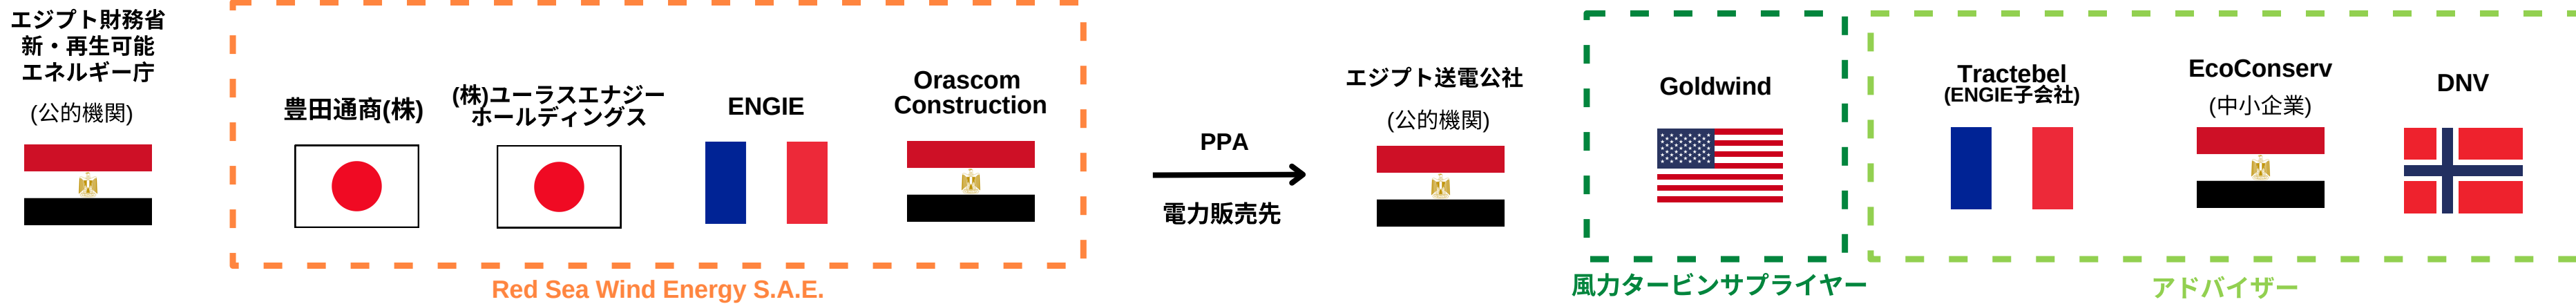 エジプト財務省
新・再生可能
エネルギー庁
(公的機関)
豊田通商(株)
(株)ユーラスエナジー
ホールディングス
ENGIE
Orascom
Construction
Red Sea Wind Energy S.A.E.
PPA
電力販売先
エジプト送電公社
(公的機関)
Goldwind
風力タービンサプライヤー
Tractebel
(ENGIE子会社)
EcoConserv
(中小企業)
DNV
アドバイザー